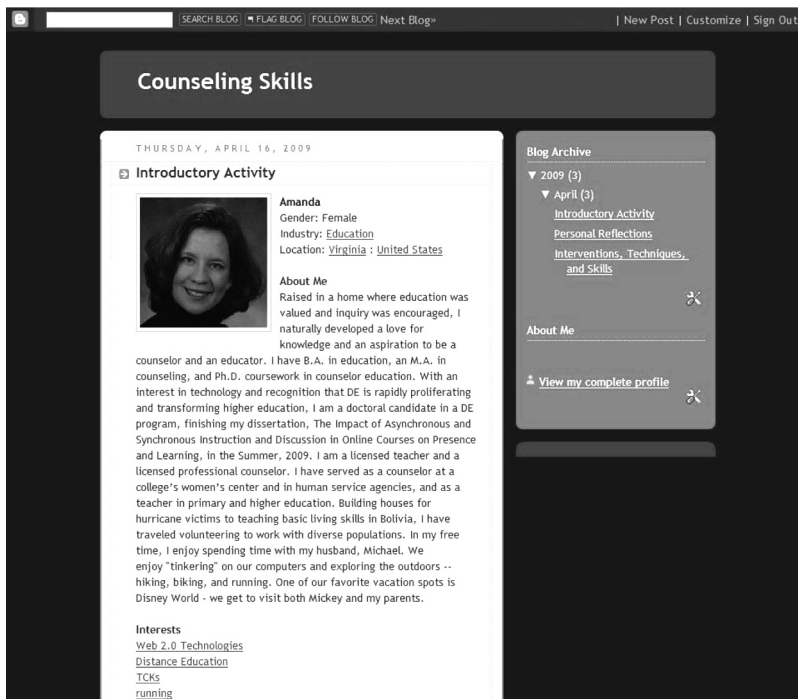 SEARCH BLOG FLAG BLOG FOLLOW BLOG Next Blog» | New Post | Customize | Sign Out
Counseling Skills
THURSDAY, APRIL 16, 2009
Introductory Activity
Amanda
Gender: Female
Industry: Education
Location: Virginia : United States
About Me
Raised in a home where education was
valued and inquiry was encouraged, I
naturally developed a love for
knowledge and an aspiration to be a
counselor and an educator. I have B.A. in education, an M.A. in
counseling, and Ph.D. coursework in counselor education. With an
interest in technology and recognition that DE is rapidly proliferating
and transforming higher education, I am a doctoral candidate in a DE
program, finishing my dissertation, The Impact of Asynchronous and
Synchronous Instruction and Discussion in Online Courses on Presence
and Learning, in the Summer, 2009. I am a licensed teacher and a
licensed professional counselor. I have served as a counselor at a
college's women's center and in human service agencies, and as a
teacher in primary and higher education. Building houses for
hurricane victims to teaching basic living skills in Bolivia, I have
traveled volunteering to work with diverse populations. In my free
time, I enjoy spending time with my husband, Michael. We
enjoy "tinkering" on our computers and exploring the outdoors --
hiking, biking, and running. One of our favorite vacation spots is
Disney World - we get to visit both Mickey and my parents.
Interests
Web 2.0 Technologies
Distance Education
TCKs
running
Blog Archive
▼ 2009 (3)
▼ April (3)
Introductory Activity
Personal Reflections
Interventions, Techniques,
and Skills
About Me
View my complete profile